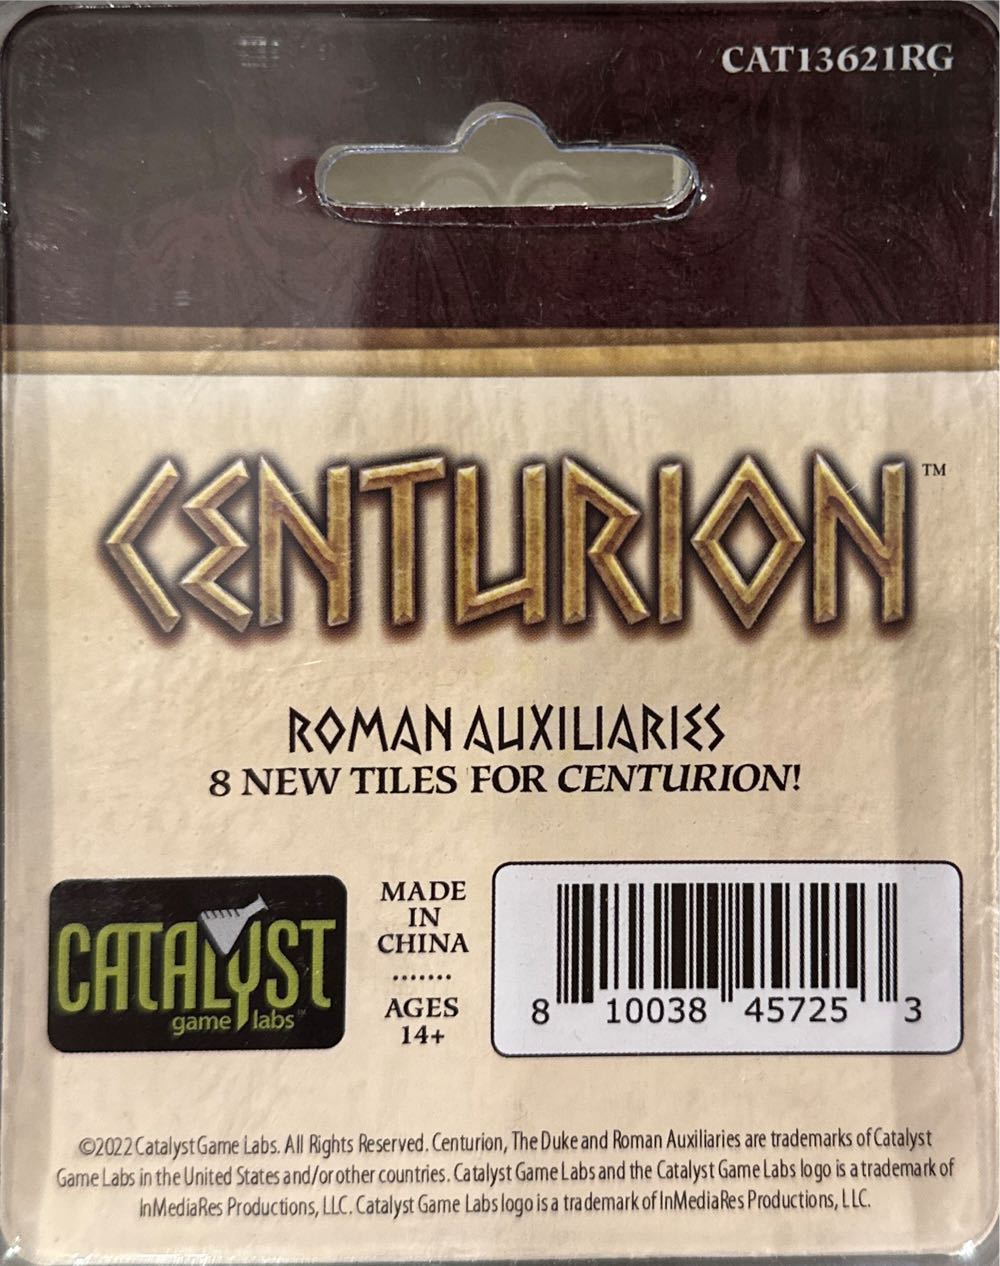 CAT13621RG
CENTURION™
ROMAN AUXILIARIES
8 NEW TILES FOR CENTURION!
CATALYST
game labs™
MADE
IN
CHINA
.......
AGES
14+
8 10038 45725 3
©2022 Catalyst Game Labs. All Rights Reserved. Centurion, The Duke and Roman Auxiliaries are trademarks of Catalyst
Game Labs in the United States and/or other countries. Catalyst Game Labs and the Catalyst Game Labs logo is a trademark of
InMediaRes Productions, LLC. Catalyst Game Labs logo is a trademark of InMediaRes Productions, LLC.